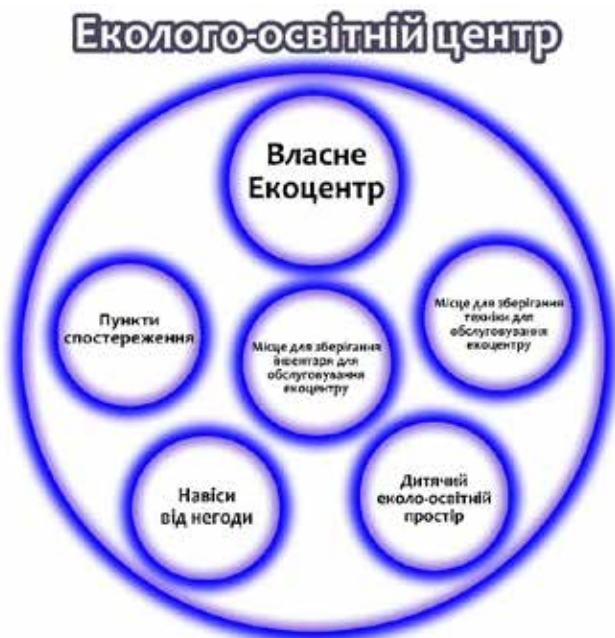 Еколого-освітній центр
Власне
Екоцентр
Пункти
спостереження
Місце для зберігання
техніки для
обслуговування
екоцентру
Місце для зберігання
інвентаря для
обслуговування
екоцентру
Навіси
від негоди
Дитячий
еколо-освітній
простір